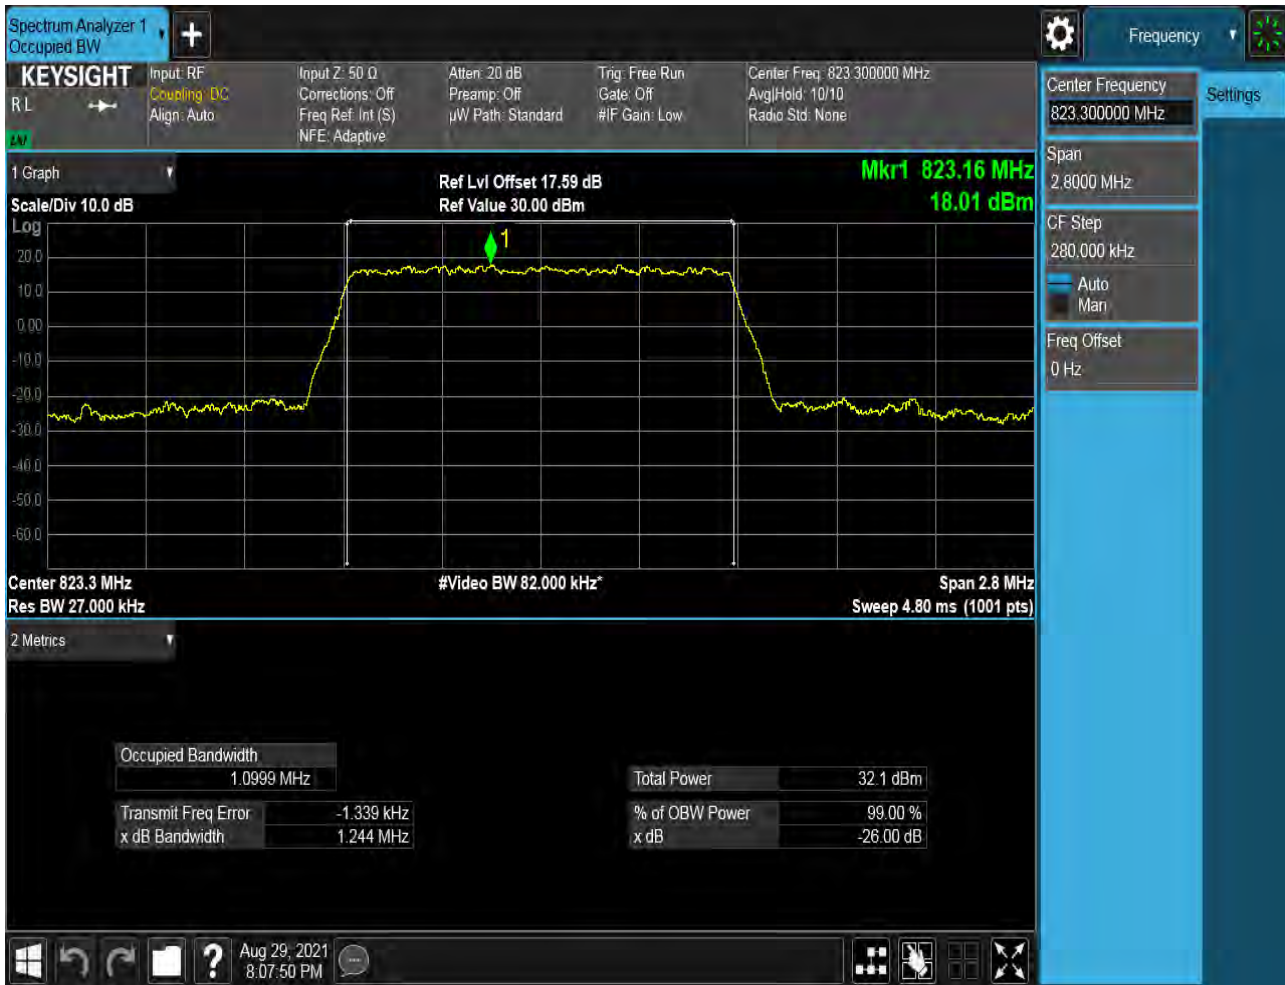 Spectrum Analyzer 1
Occupied BW
Frequency
KEYSIGHT
R L
Input: RF
Coupling: DC
Align: Auto
Input Z: 50 Ω
Corrections: Off
Freq Ref: Int (S)
NFE: Adaptive
Atten: 20 dB
Preamp: Off
µW Path: Standard
Trig: Free Run
Gate: Off
#IF Gain: Low
Center Freq: 823.300000 MHz
Avg|Hold: 10/10
Radio Std: None
1 Graph
Scale/Div 10.0 dB
Ref Lvl Offset 17.59 dB
Ref Value 30.00 dBm
Mkr1 823.16 MHz
18.01 dBm
Log
20.0
10.0
0.00
-10.0
-20.0
-30.0
-40.0
-50.0
-60.0
1
Center 823.3 MHz
Res BW 27.000 kHz
#Video BW 82.000 kHz*
Span 2.8 MHz
Sweep 4.80 ms (1001 pts)
2 Metrics
Occupied Bandwidth
1.0999 MHz
Transmit Freq Error -1.339 kHz
x dB Bandwidth 1.244 MHz
Total Power 32.1 dBm
% of OBW Power 99.00 %
x dB -26.00 dB
Center Frequency
823.300000 MHz
Settings
Span
2.8000 MHz
CF Step
280.000 kHz
Auto
Man
Freq Offset
0 Hz
?
Aug 29, 2021
8:07:50 PM